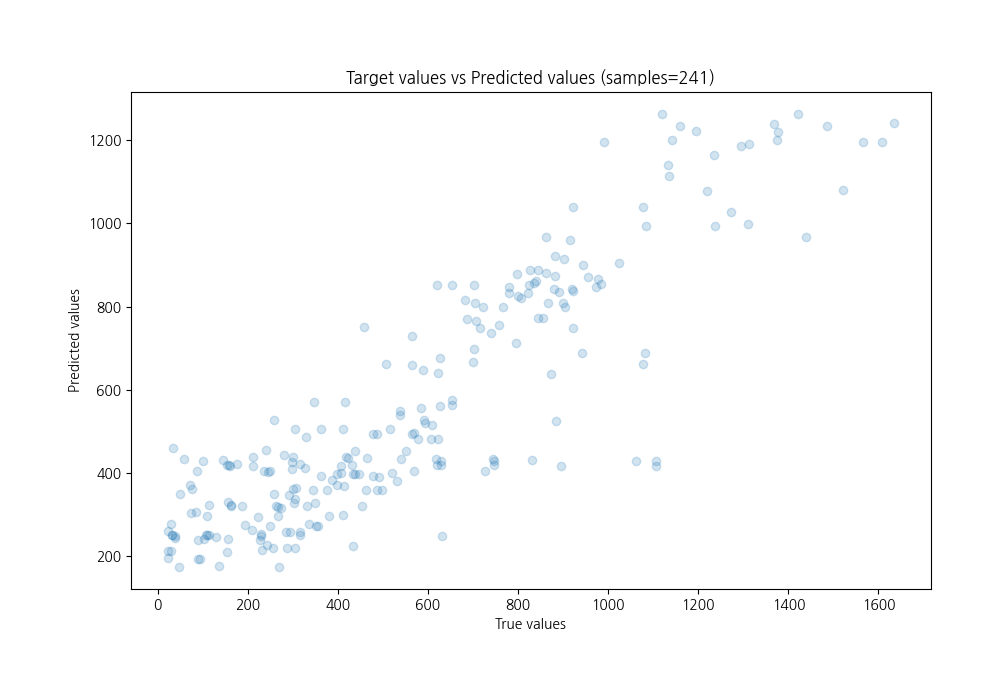 Target values vs Predicted values (samples=241)
1200
1000
800
600
400
200
Predicted values
0 200 400 600 800 1000 1200 1400 1600
True values